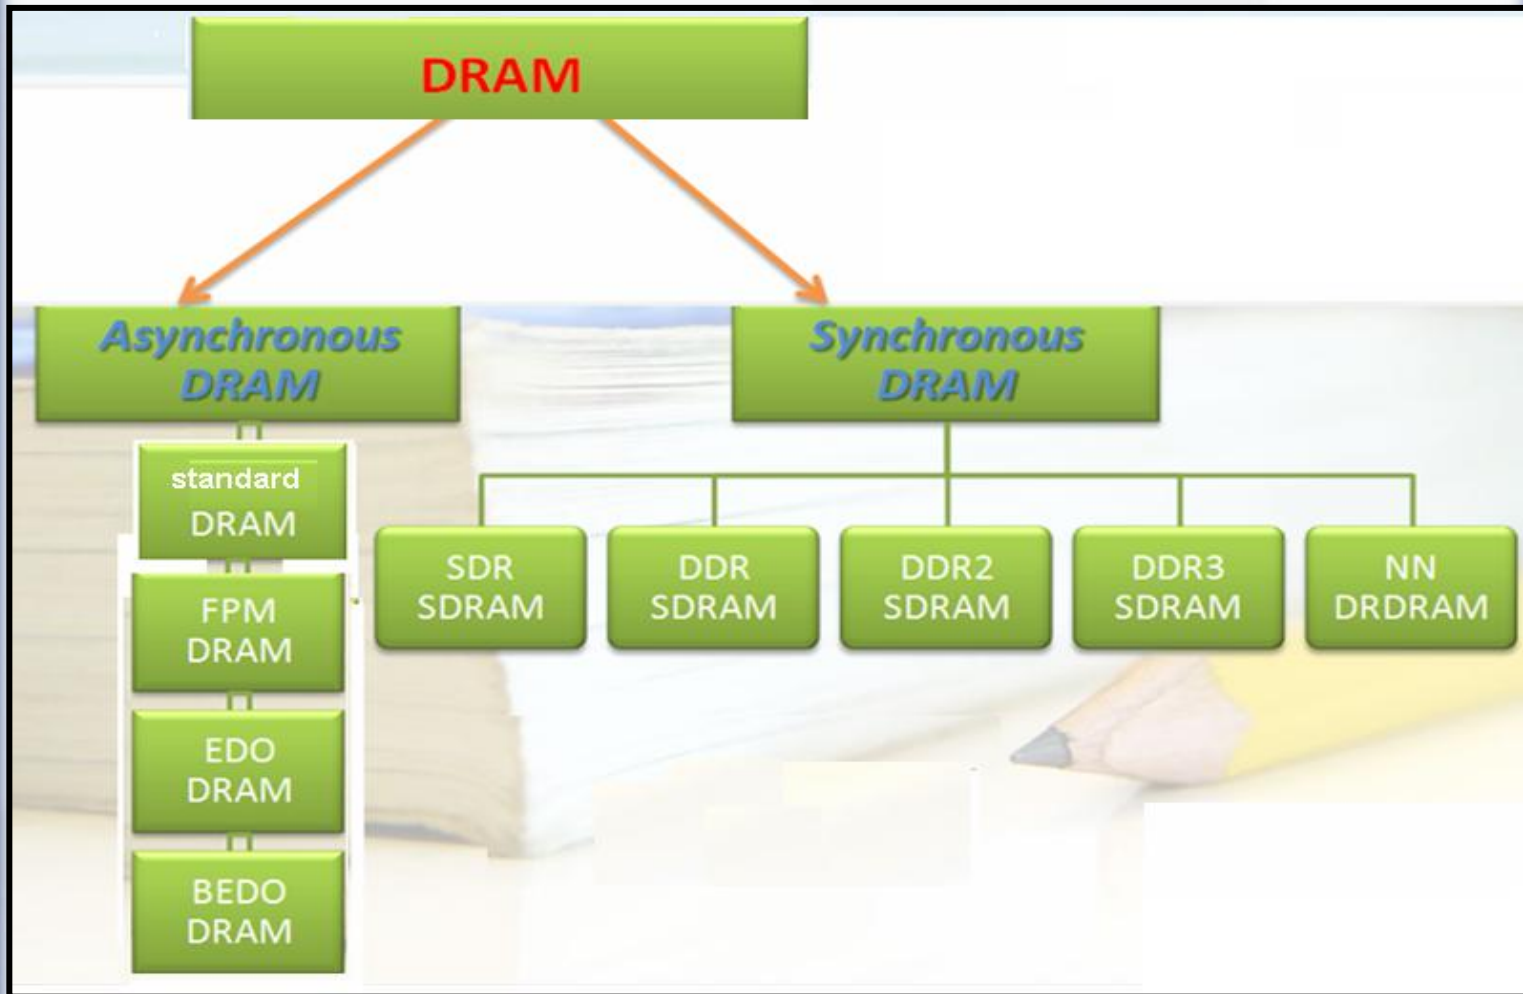 DRAM
Asynchronous
DRAM
Synchronous
DRAM
standard
DRAM
FPM
DRAM
EDO
DRAM
BEDO
DRAM
SDR
SDRAM
DDR
SDRAM
DDR2
SDRAM
DDR3
SDRAM
NN
DRDRAM